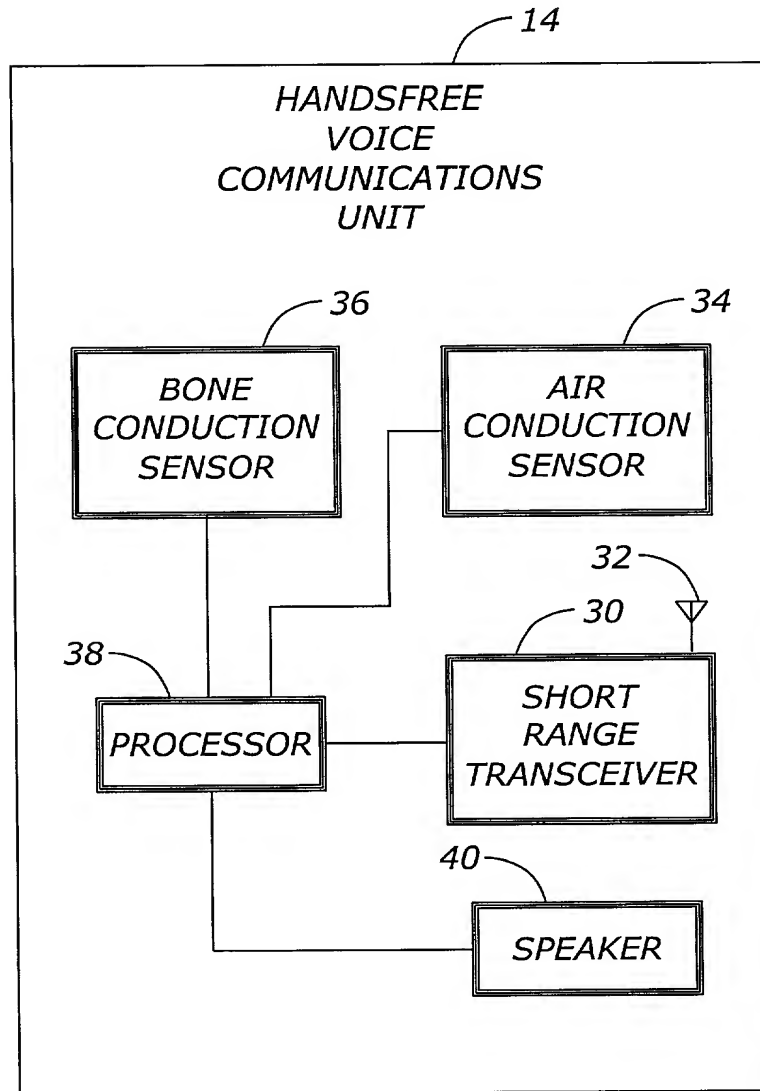 14
HANDSFREE
VOICE
COMMUNICATIONS
UNIT
36
34
BONE
CONDUCTION
SENSOR
AIR
CONDUCTION
SENSOR
32
30
38
PROCESSOR
SHORT
RANGE
TRANSCEIVER
40
SPEAKER